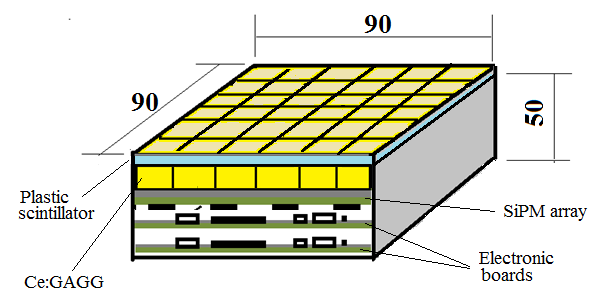 90
90
50
Plastic
scintillator
SiPM array
Ce:GAGG
Electronic
boards